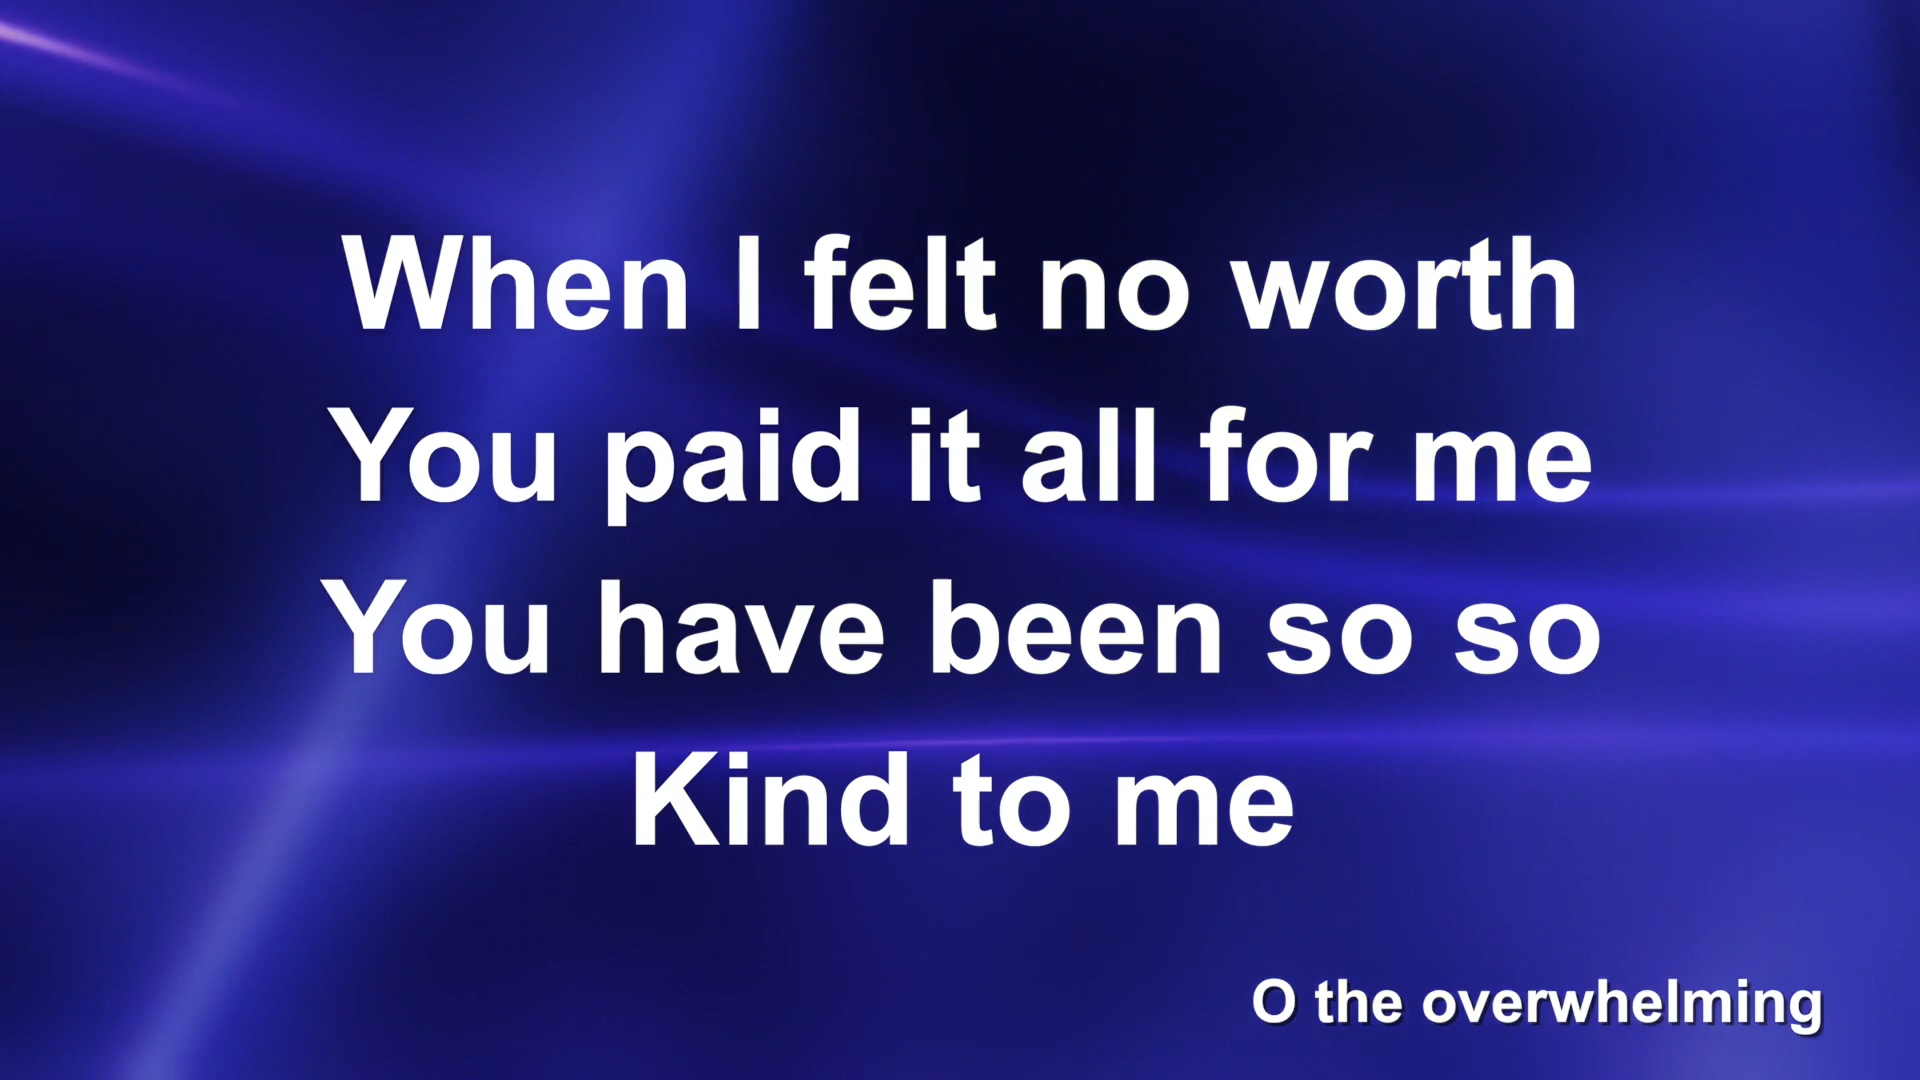 When I felt no worth
You paid it all for me
You have been so so
Kind to me
O the overwhelming